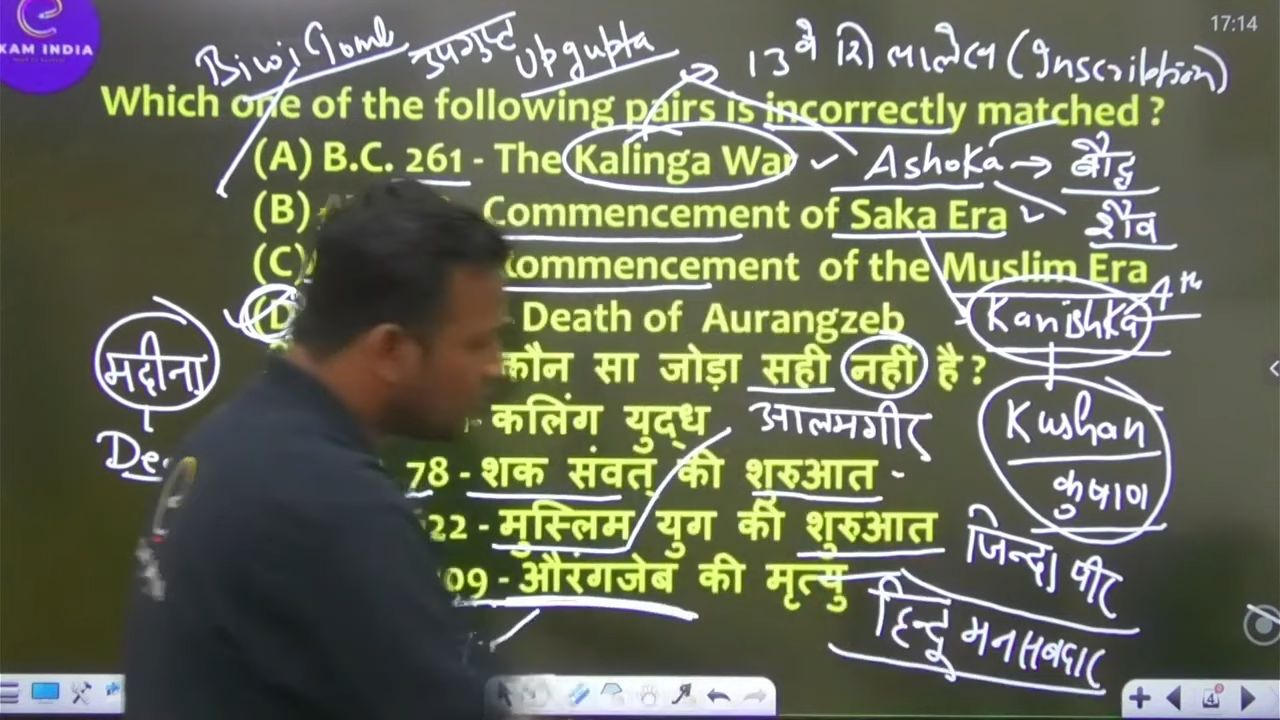 17:14
KAM INDIA
Biwi Tomb उपगुप्त Upgupta 13वे शिलालेख (Inscription)
Which one of the following pairs is incorrectly matched ?
(A) B.C. 261 - The Kalinga War Ashoka → बौद्ध
(B) - Commencement of Saka Era शैव
(C) Commencement of the Muslim Era
(D - Death of Aurangzeb Kanishka 4th
मदीना कौन सा जोड़ा सही नही है ?
- कलिंग युद्ध आलमगीर Kushan
De 78 - शक संवत् की शुरुआत - कुषाण
22 - मुस्लिम युग की शुरुआत जिन्दा पीर
09 - औरंगजेब की मृत्यु हिन्दू मनसबदार
4